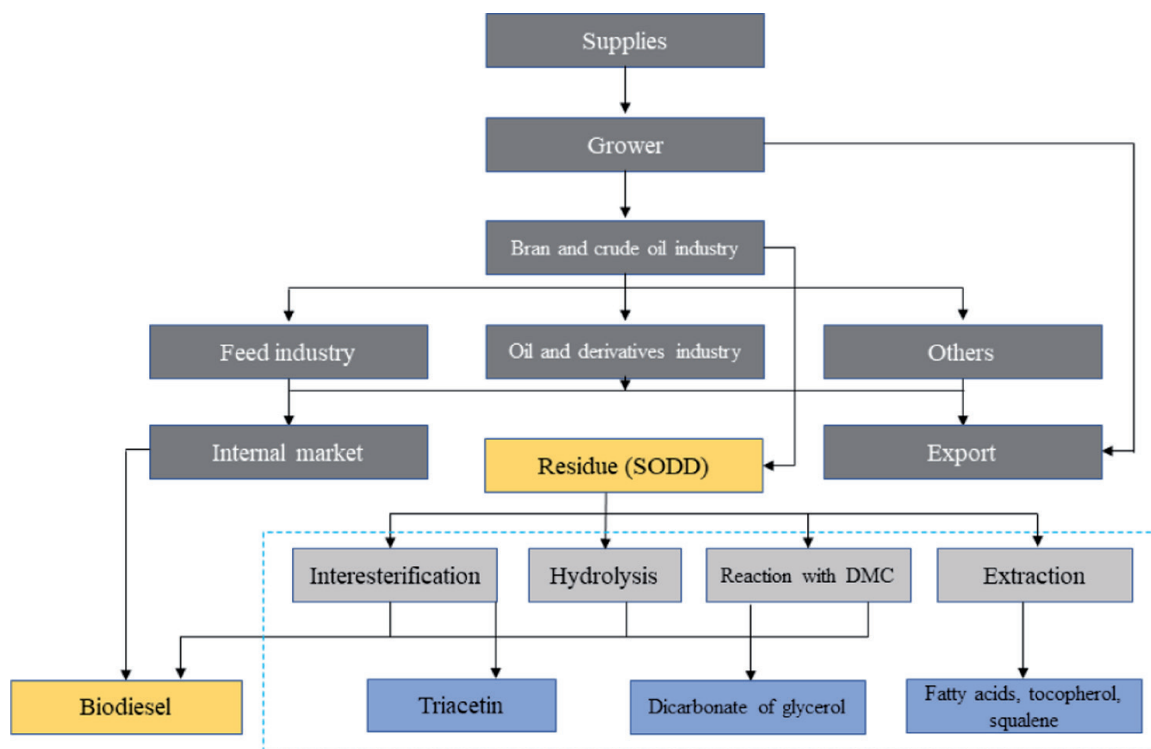 Supplies
Grower
Bran and crude oil industry
Feed industry
Oil and derivatives industry
Others
Internal market
Residue (SODD)
Export
Interesterification
Hydrolysis
Reaction with DMC
Extraction
Biodiesel
Triacetin
Dicarbonate of glycerol
Fatty acids, tocopherol,
squalene